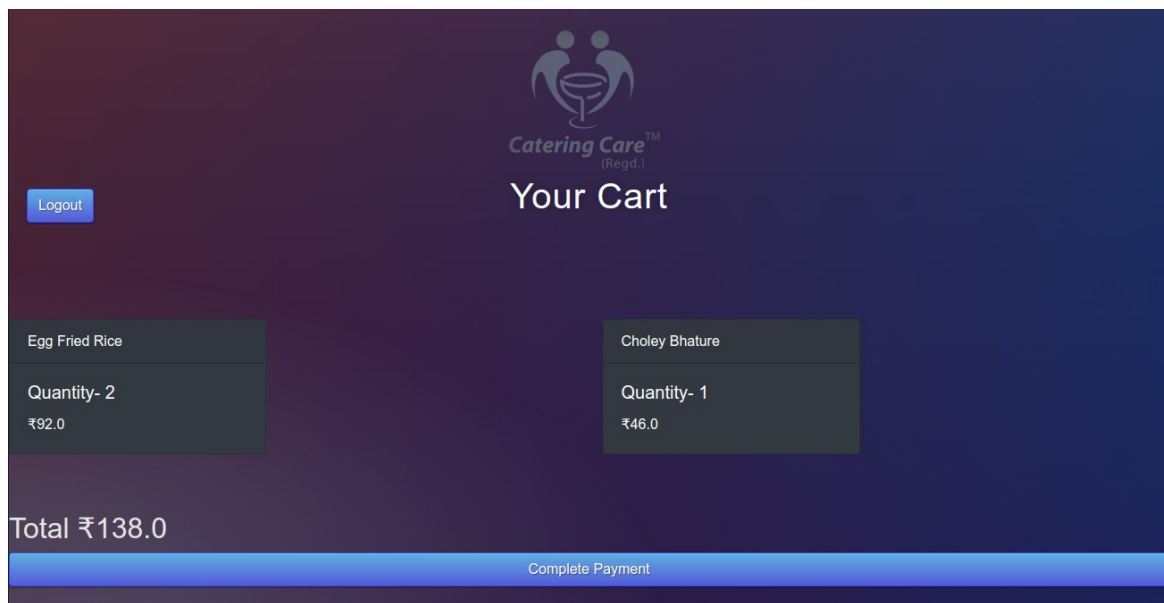 Catering Care™
(Regd.)
Your Cart
Logout
Egg Fried Rice
Quantity- 2
₹92.0
Choley Bhature
Quantity- 1
₹46.0
Total ₹138.0
Complete Payment